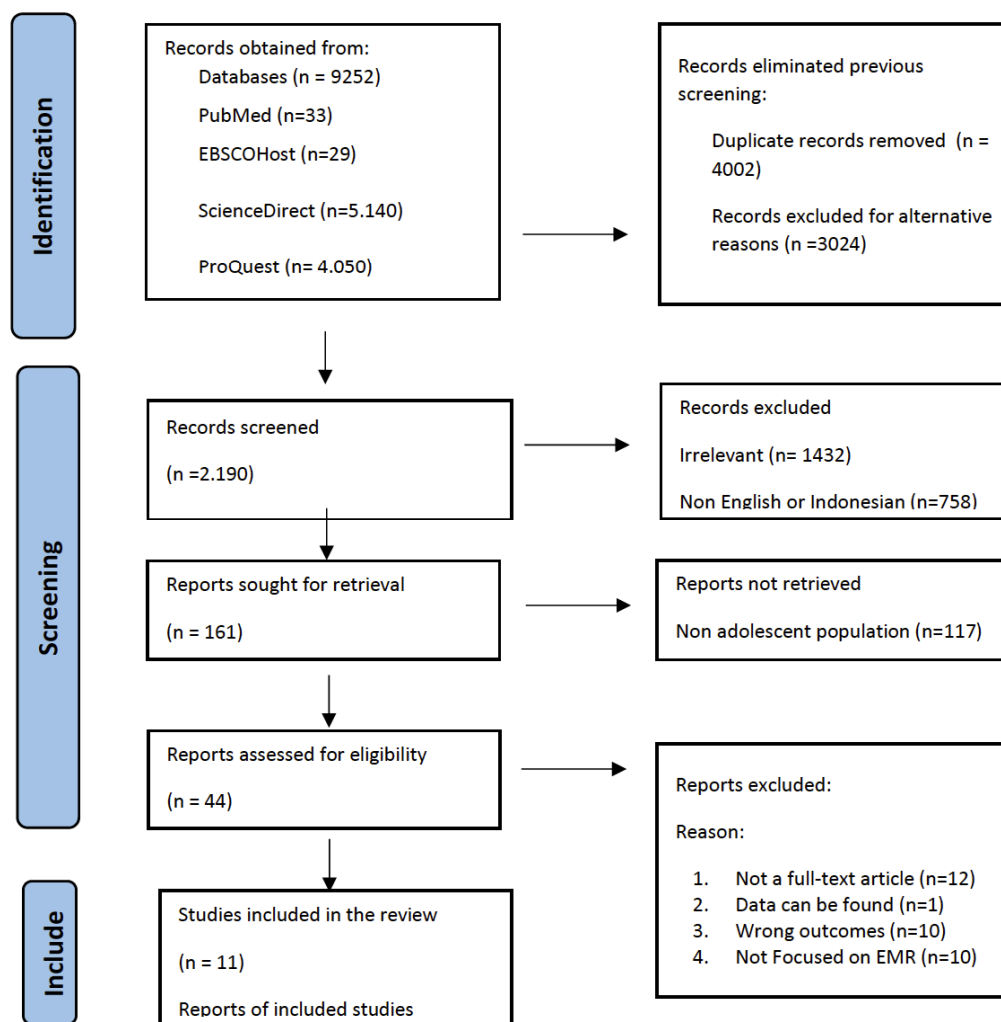 Identification
Records obtained from:
Databases (n = 9252)
PubMed (n=33)
EBSCOHost (n=29)
ScienceDirect (n=5.140)
ProQuest (n= 4.050)
Records eliminated previous
screening:
Duplicate records removed  (n =
4002)
Records excluded for alternative
reasons (n =3024)
Screening
Records screened
(n =2.190)
Records excluded
Irrelevant (n= 1432)
Non English or Indonesian (n=758)
Reports sought for retrieval
(n = 161)
Reports not retrieved
Non adolescent population (n=117)
Reports assessed for eligibility
(n = 44)
Reports excluded:
Reason:
1. Not a full-text article (n=12)
2. Data can be found (n=1)
3. Wrong outcomes (n=10)
4. Not Focused on EMR (n=10)
Include
Studies included in the review
(n = 11)
Reports of included studies